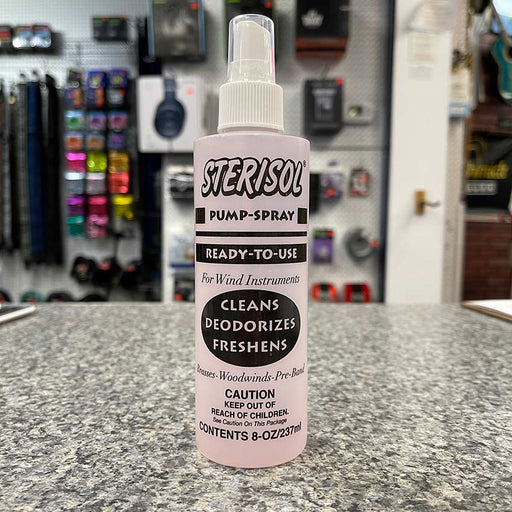 STERISOL®
PUMP-SPRAY
READY-TO-USE
For Wind Instruments
CLEANS
DEODORIZES
FRESHENS
Brasses-Woodwinds-Pre-Band
CAUTION
KEEP OUT OF
REACH OF CHILDREN.
See Caution On This Package
CONTENTS 8-OZ/237ml